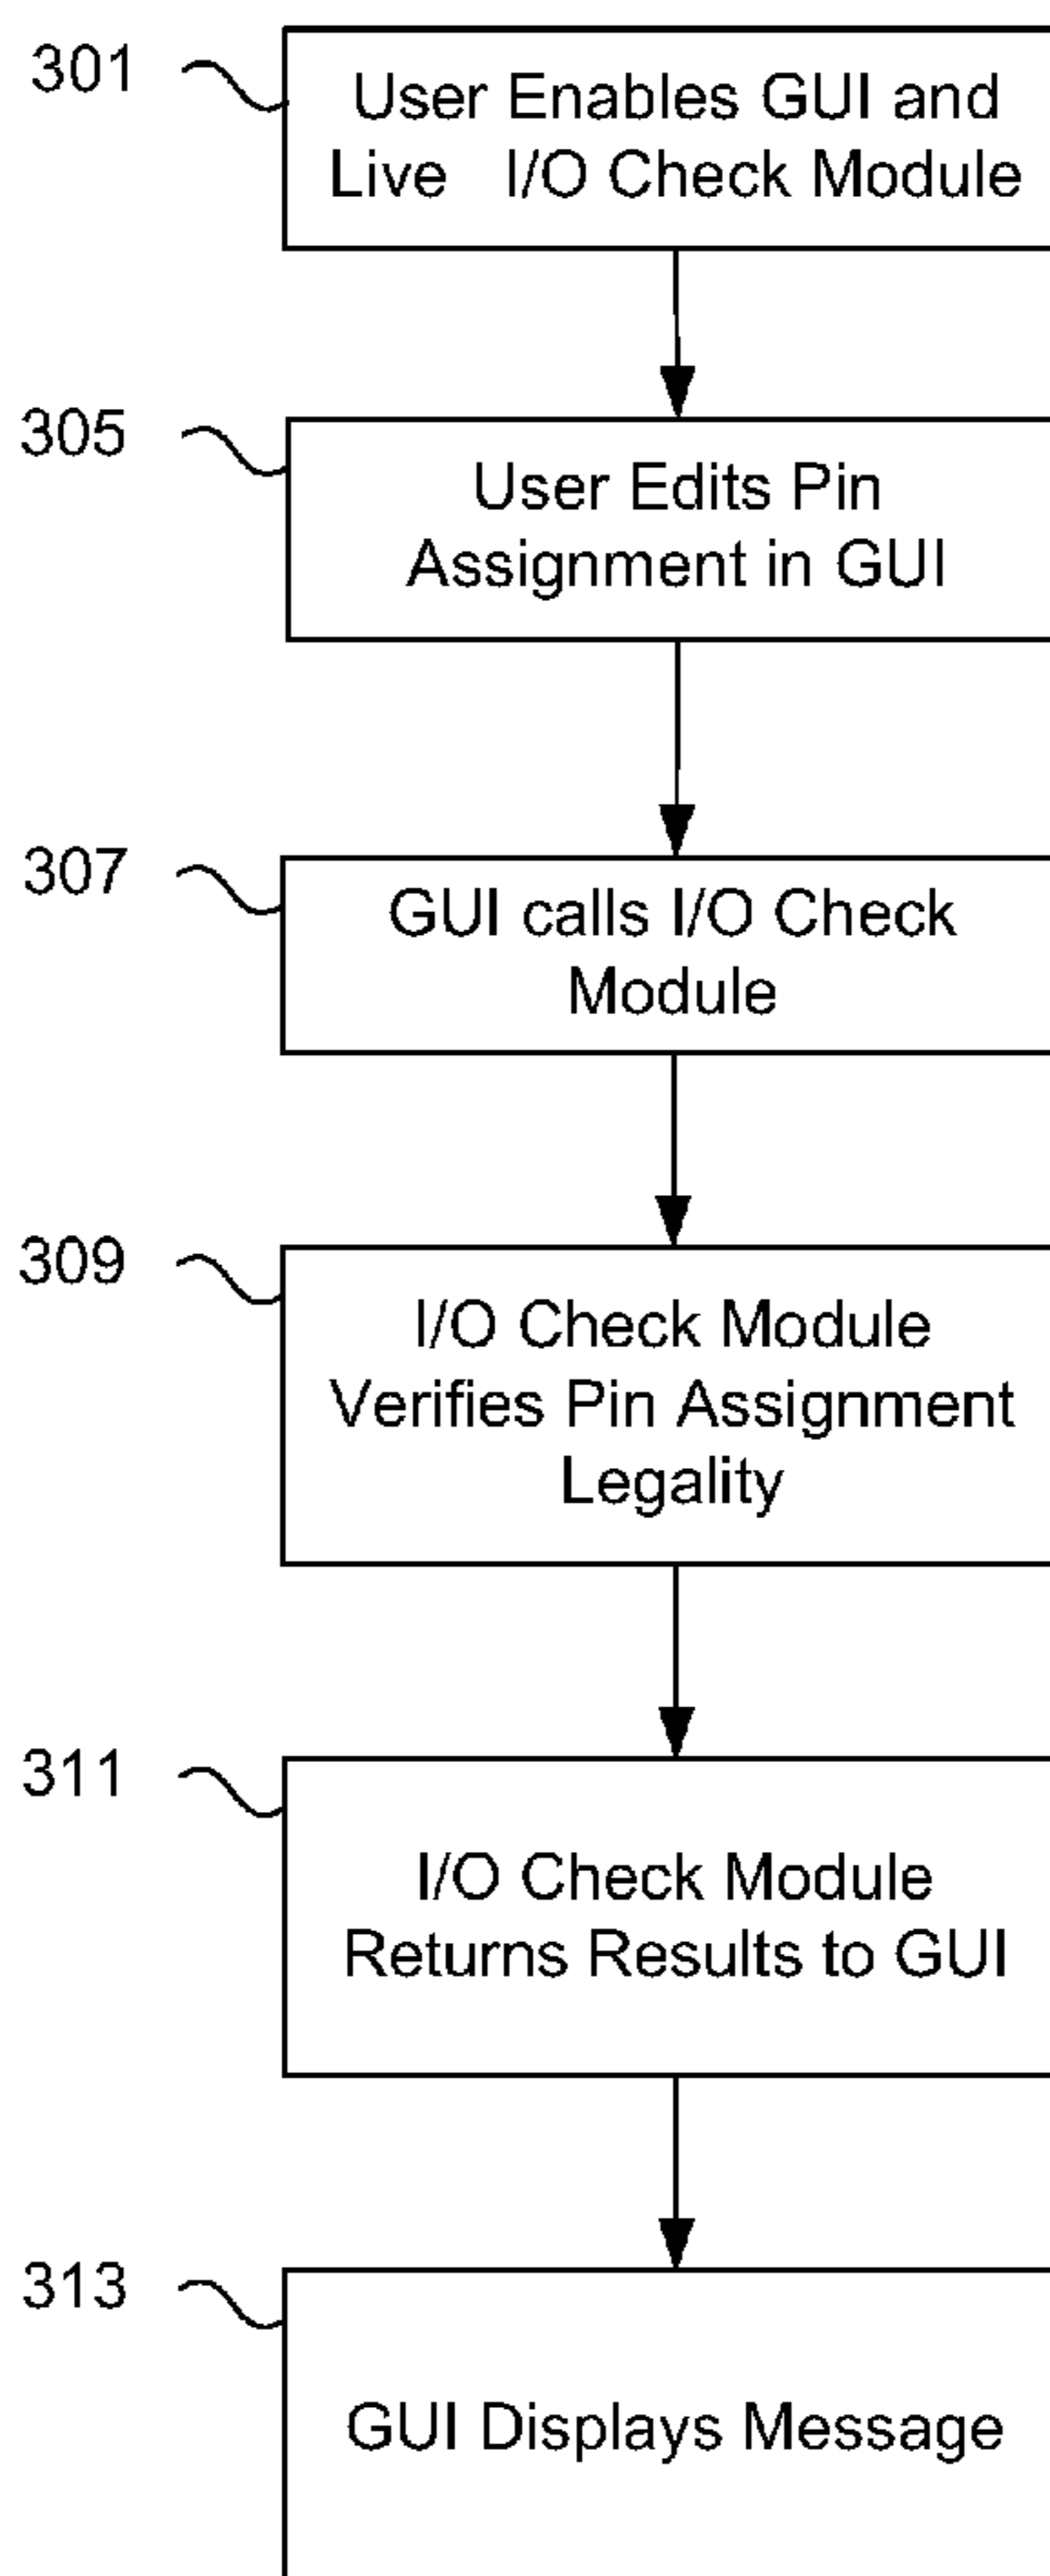 301
User Enables GUI and
Live I/O Check Module
305
User Edits Pin
Assignment in GUI
307
GUI calls I/O Check
Module
309
I/O Check Module
Verifies Pin Assignment
Legality
311
I/O Check Module
Returns Results to GUI
313
GUI Displays Message